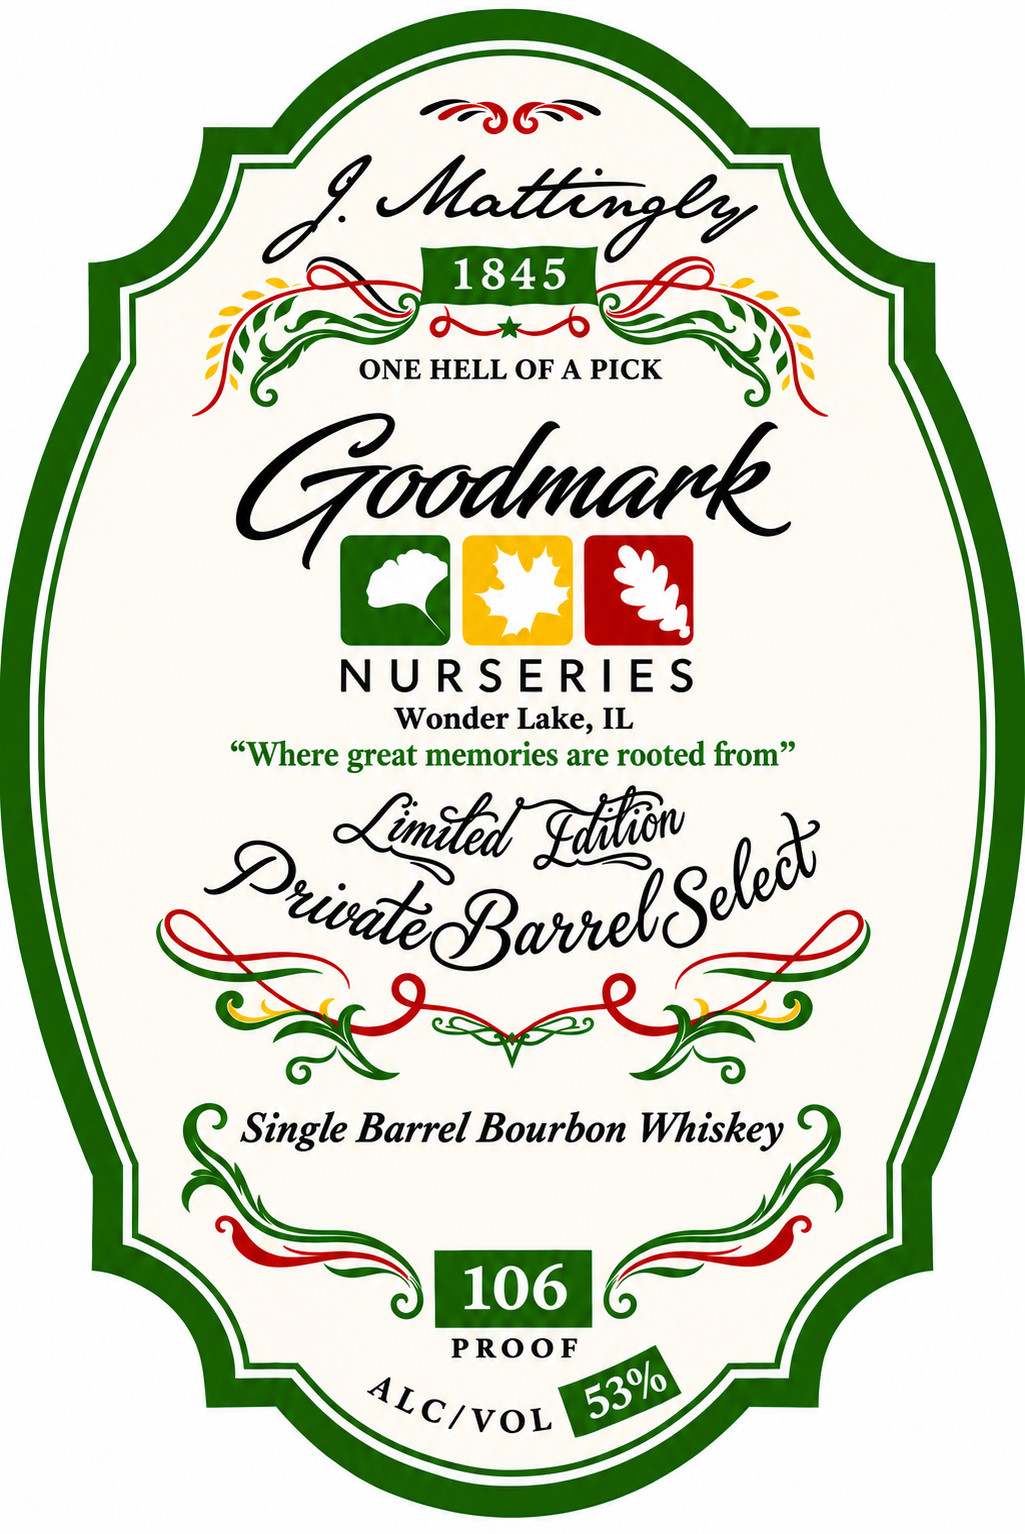 J. Mattingly
1845
ONE HELL OF A PICK
Goodmark
NURSERIES
Wonder Lake, IL
“Where great memories are rooted from”
Limited Edition
Private Barrel Select
Single Barrel Bourbon Whiskey
106
PROOF
ALC/VOL 53%